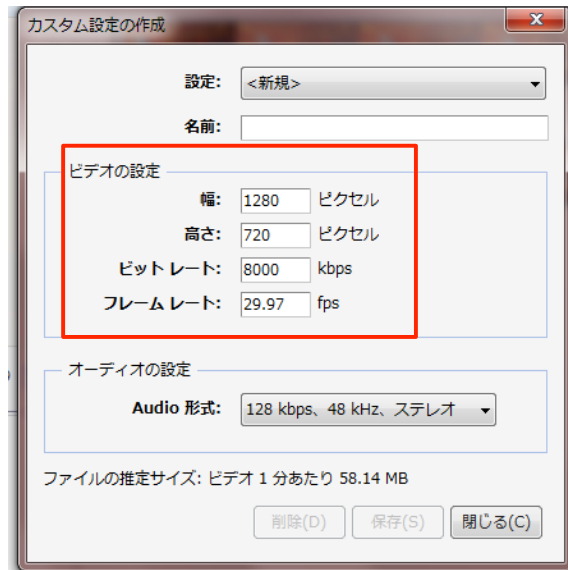 カスタム設定の作成
設定: <新規>
名前:
ビデオの設定
幅: 1280 ピクセル
高さ: 720 ピクセル
ビット レート: 8000 kbps
フレーム レート: 29.97 fps
オーディオの設定
Audio 形式: 128 kbps、48 kHz、ステレオ
ファイルの推定サイズ: ビデオ 1 分あたり 58.14 MB
削除(D) 保存(S) 閉じる(C)